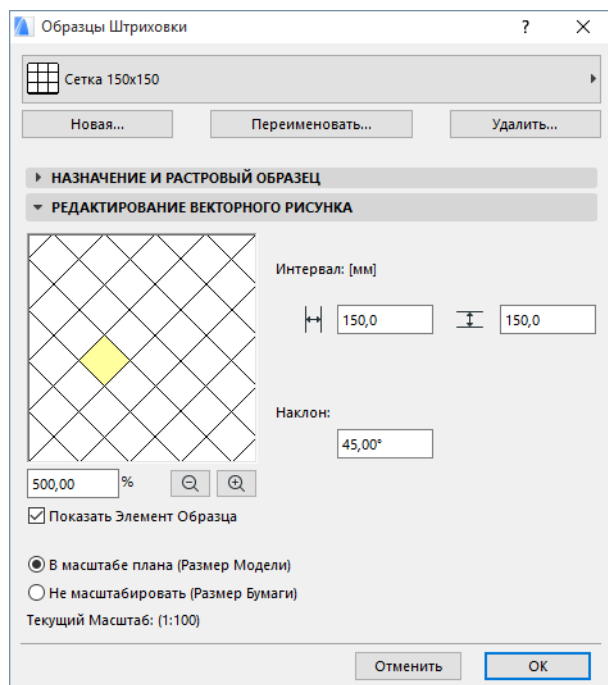 Образцы Штриховки
?
Сетка 150x150
Новая...
Переименовать...
Удалить...
НАЗНАЧЕНИЕ И РАСТРОВЫЙ ОБРАЗЕЦ
РЕДАКТИРОВАНИЕ ВЕКТОРНОГО РИСУНКА
Интервал: [мм]
150,0
150,0
Наклон:
45,00°
500,00 %
Показать Элемент Образца
В масштабе плана (Размер Модели)
Не масштабировать (Размер Бумаги)
Текущий Масштаб: (1:100)
Отменить
ОК